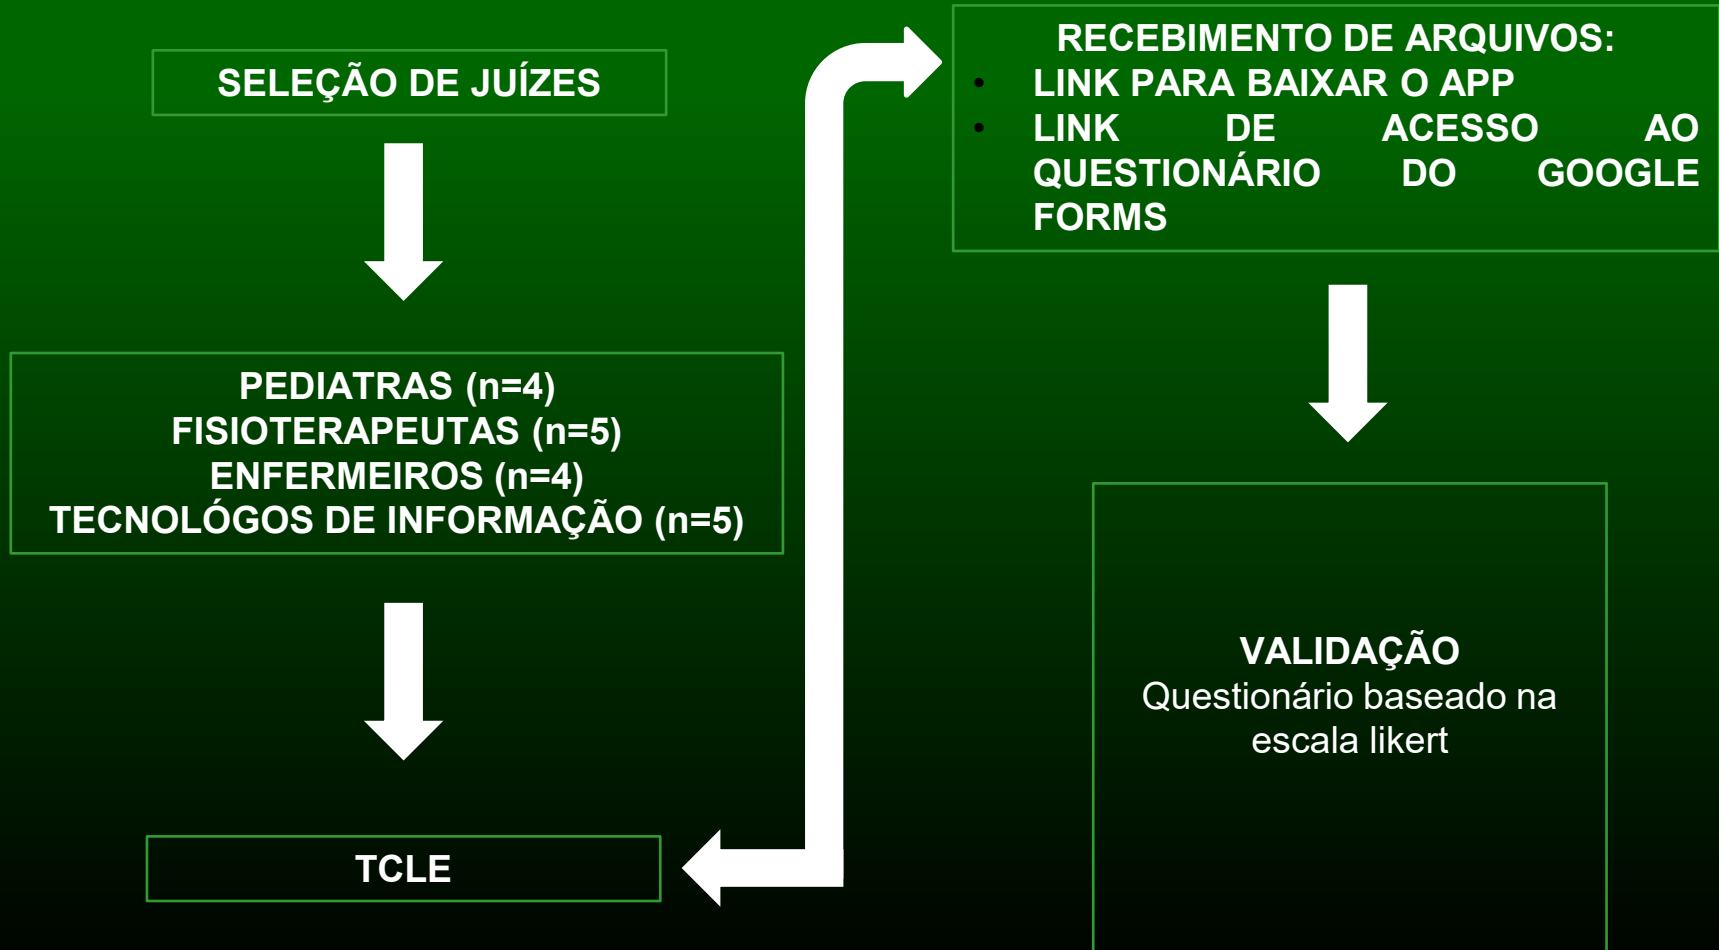 SELEÇÃO DE JUÍZES
PEDIATRAS (n=4)
FISIOTERAPEUTAS (n=5)
ENFERMEIROS (n=4)
TECNOLÓGOS DE INFORMAÇÃO (n=5)
TCLE
RECEBIMENTO DE ARQUIVOS:
• LINK PARA BAIXAR O APP
• LINK DE ACESSO AO
QUESTIONÁRIO DO GOOGLE
FORMS
VALIDAÇÃO
Questionário baseado na
escala likert